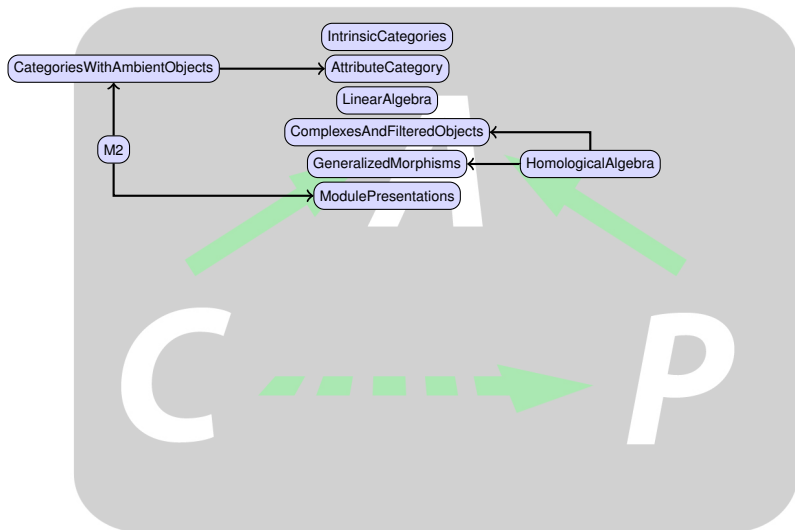 IntrinsicCategories
CategoriesWithAmbientObjects
AttributeCategory
LinearAlgebra
ComplexesAndFilteredObjects
M2
GeneralizedMorphisms
HomologicalAlgebra
ModulePresentations
A
C
P